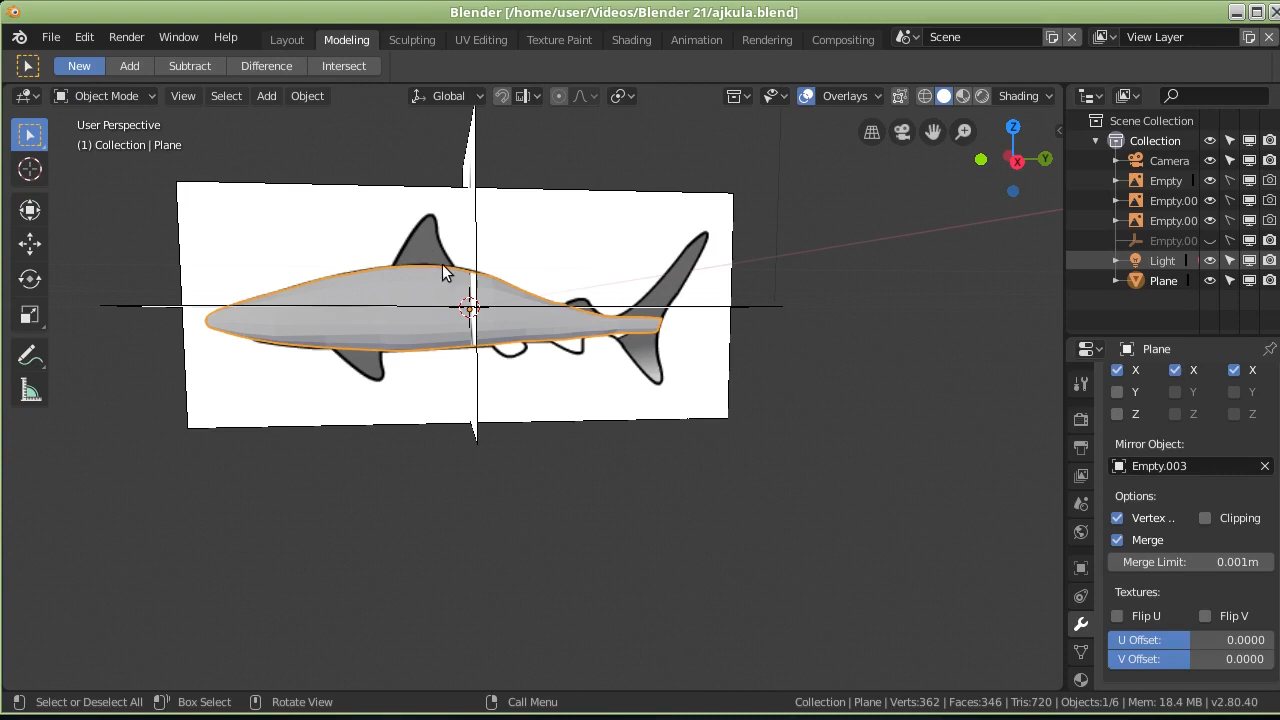 Blender [/home/user/Videos/Blender 21/ajkula.blend]
File Edit Render Window Help Layout Modeling Sculpting UV Editing Texture Paint Shading Animation Rendering Compositing Scene View Layer
New Add Subtract Difference Intersect
Object Mode View Select Add Object Global Overlays Shading
User Perspective
(1) Collection | Plane
Z
Y
X
Scene Collection
Collection
Camera
Empty
Empty.00
Empty.00
Empty.00
Light
Plane
Plane
X X X
Y Y Y
Z Z Z
Mirror Object:
Empty.003
Options:
Vertex .. Clipping
Merge
Merge Limit: 0.001m
Textures:
Flip U Flip V
U Offset: 0.0000
V Offset: 0.0000
Select or Deselect All Box Select Rotate View Call Menu Collection | Plane | Verts:362 | Faces:346 | Tris:720 | Objects:1/6 | Mem: 18.4 MB | v2.80.40